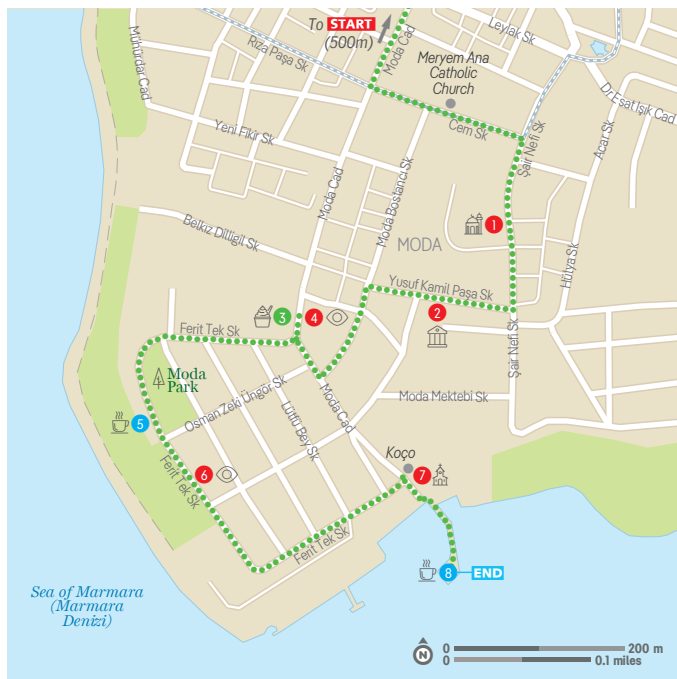 To START
(500m)
Moda Cad
Leylak Sk
Rıza Paşa Sk
Mühürdar Cad
Meryem Ana
Catholic
Church
Dr.Esat Işık Cad
Cem Sk
Şair Nefi Sk
Acar Sk
Yeni Fikir Sk
Moda Cad
Moda Bostancı Sk
Belkız Dilligil Sk
1
MODA
Hülya Sk
Yusuf Kamil Paşa Sk
2
3
4
Ferit Tek Sk
Şair Nefi Sk
Moda
Park
Osman Zeki Üngör Sk
Lütfü Bey Sk
Moda Cad
Moda Mektebi Sk
5
Koço
6
7
Ferit Tek Sk
Ferit Tek Sk
8
END
Sea of Marmara
(Marmara
Denizi)
N
0
200 m
0
0.1 miles